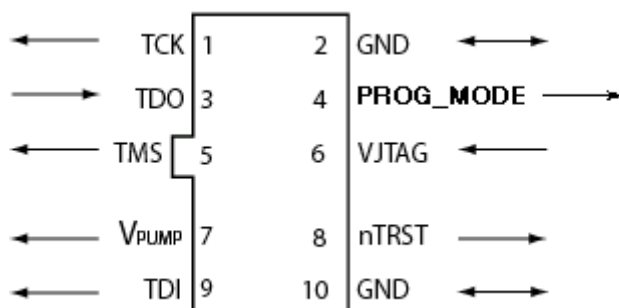 TCK 1 2 GND
TDO 3 4 PROG_MODE
TMS 5 6 VJTAG
VPUMP 7 8 nTRST
TDI 9 10 GND